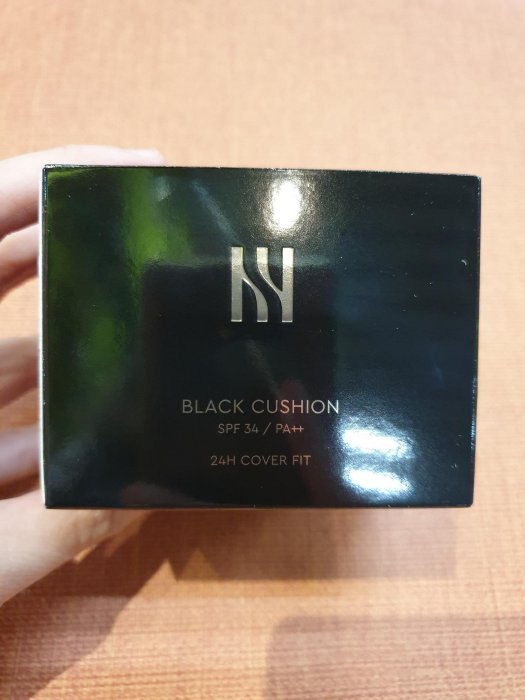 BLACK CUSHION
SPF 34 / PA++
24H COVER FIT